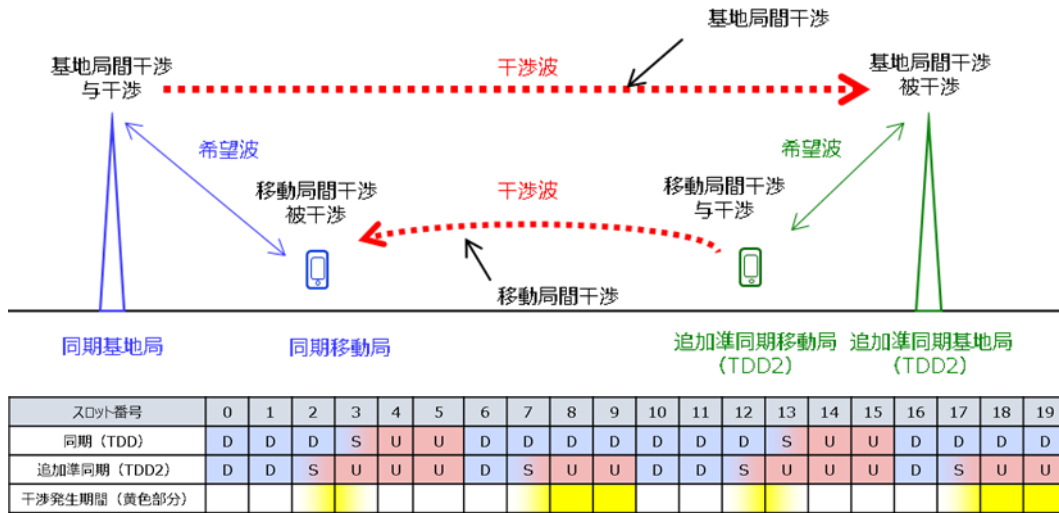 基地局間干渉
基地局間干渉
与干渉
干渉波
基地局間干渉
被干渉
希望波
希望波
移動局間干渉
被干渉
干渉波
移動局間干渉
与干渉
移動局間干渉
同期基地局
同期移動局
追加準同期移動局
(TDD2)
追加準同期基地局
(TDD2)
スロット番号 0 1 2 3 4 5 6 7 8 9 10 11 12 13 14 15 16 17 18 19
同期(TDD) D D D S U U D D D D D D D S U U D D D D
追加準同期(TDD2) D D S U U U D S U U D D S U U U D S U U
干渉発生期間(黄色部分)